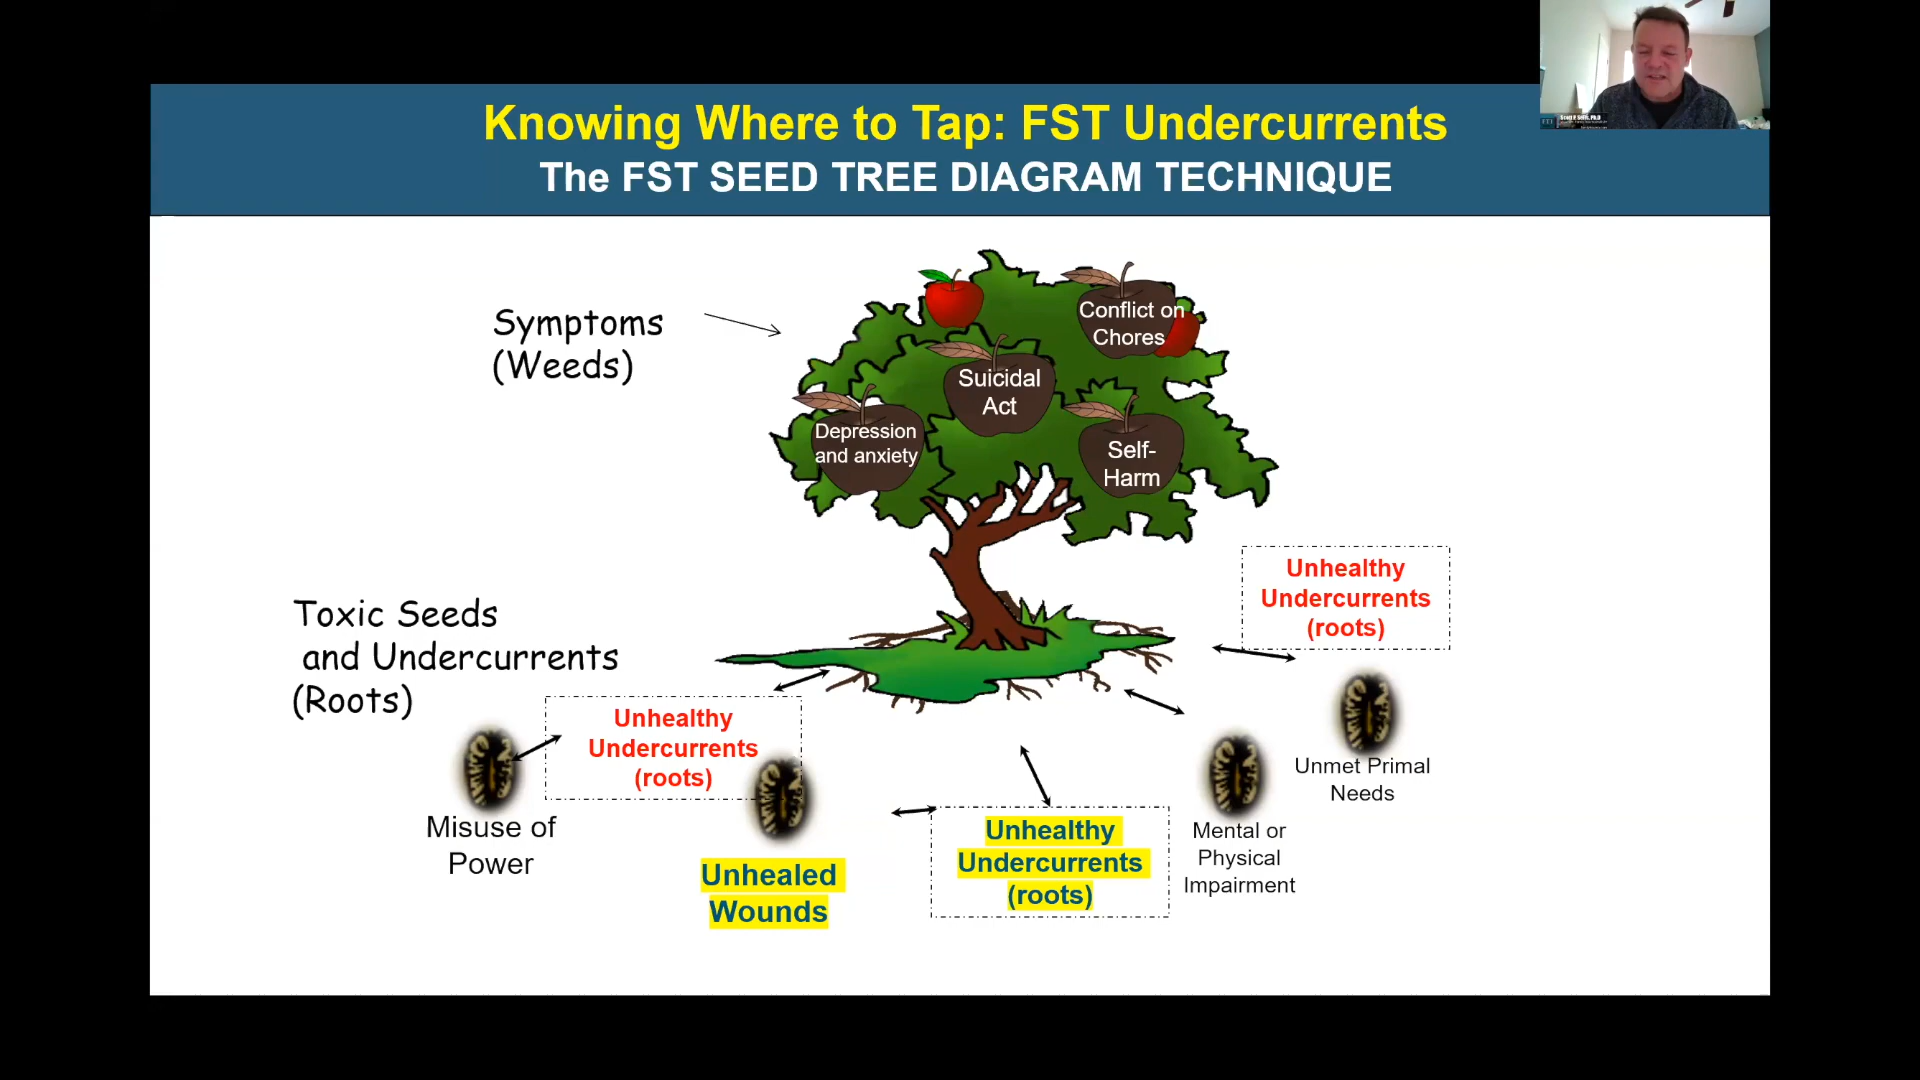 Knowing Where to Tap: FST Undercurrents
The FST SEED TREE DIAGRAM TECHNIQUE
Symptoms
(Weeds)
Conflict on
Chores
Suicidal
Act
Depression
and anxiety
Self-
Harm
Toxic Seeds
and Undercurrents
(Roots)
Unhealthy
Undercurrents
(roots)
Unhealthy
Undercurrents
(roots)
Misuse of
Power
Unhealed
Wounds
Unhealthy
Undercurrents
(roots)
Mental or
Physical
Impairment
Unmet Primal
Needs